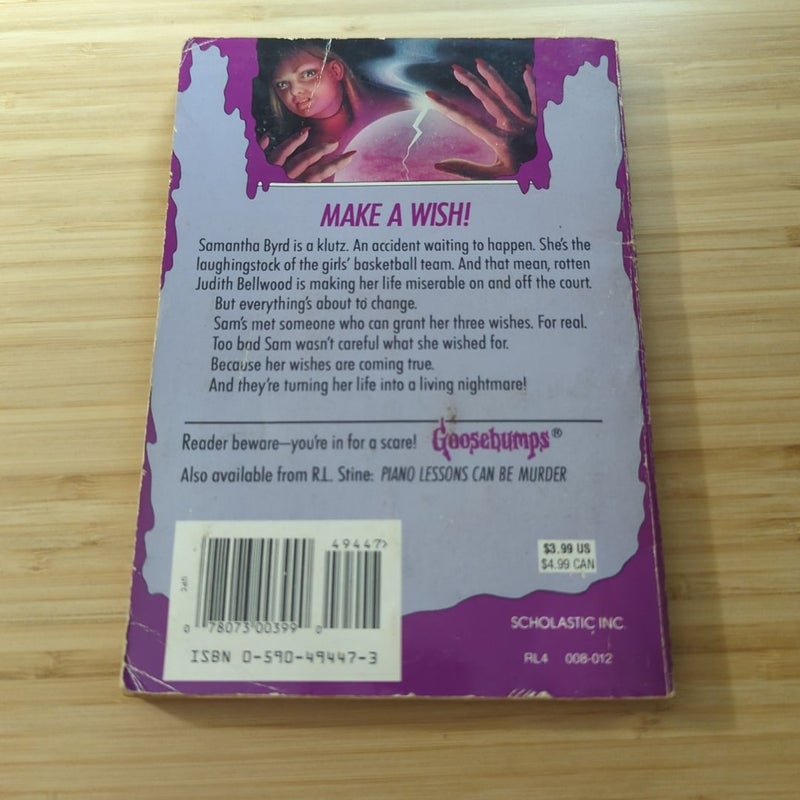 MAKE A WISH!
Samantha Byrd is a klutz. An accident waiting to happen. She's the
laughingstock of the girls' basketball team. And that mean, rotten
Judith Bellwood is making her life miserable on and off the court.
But everything's about to change.
Sam's met someone who can grant her three wishes. For real.
Too bad Sam wasn't careful what she wished for.
Because her wishes are coming true.
And they're turning her life into a living nightmare!
Reader beware—you're in for a scare! Goosebumps®
Also available from R.L. Stine: PIANO LESSONS CAN BE MURDER
49447>
UPC
0 78073 00399 0
ISBN 0-590-49447-3
$3.99 US
$4.99 CAN
SCHOLASTIC INC.
RL4 008-012